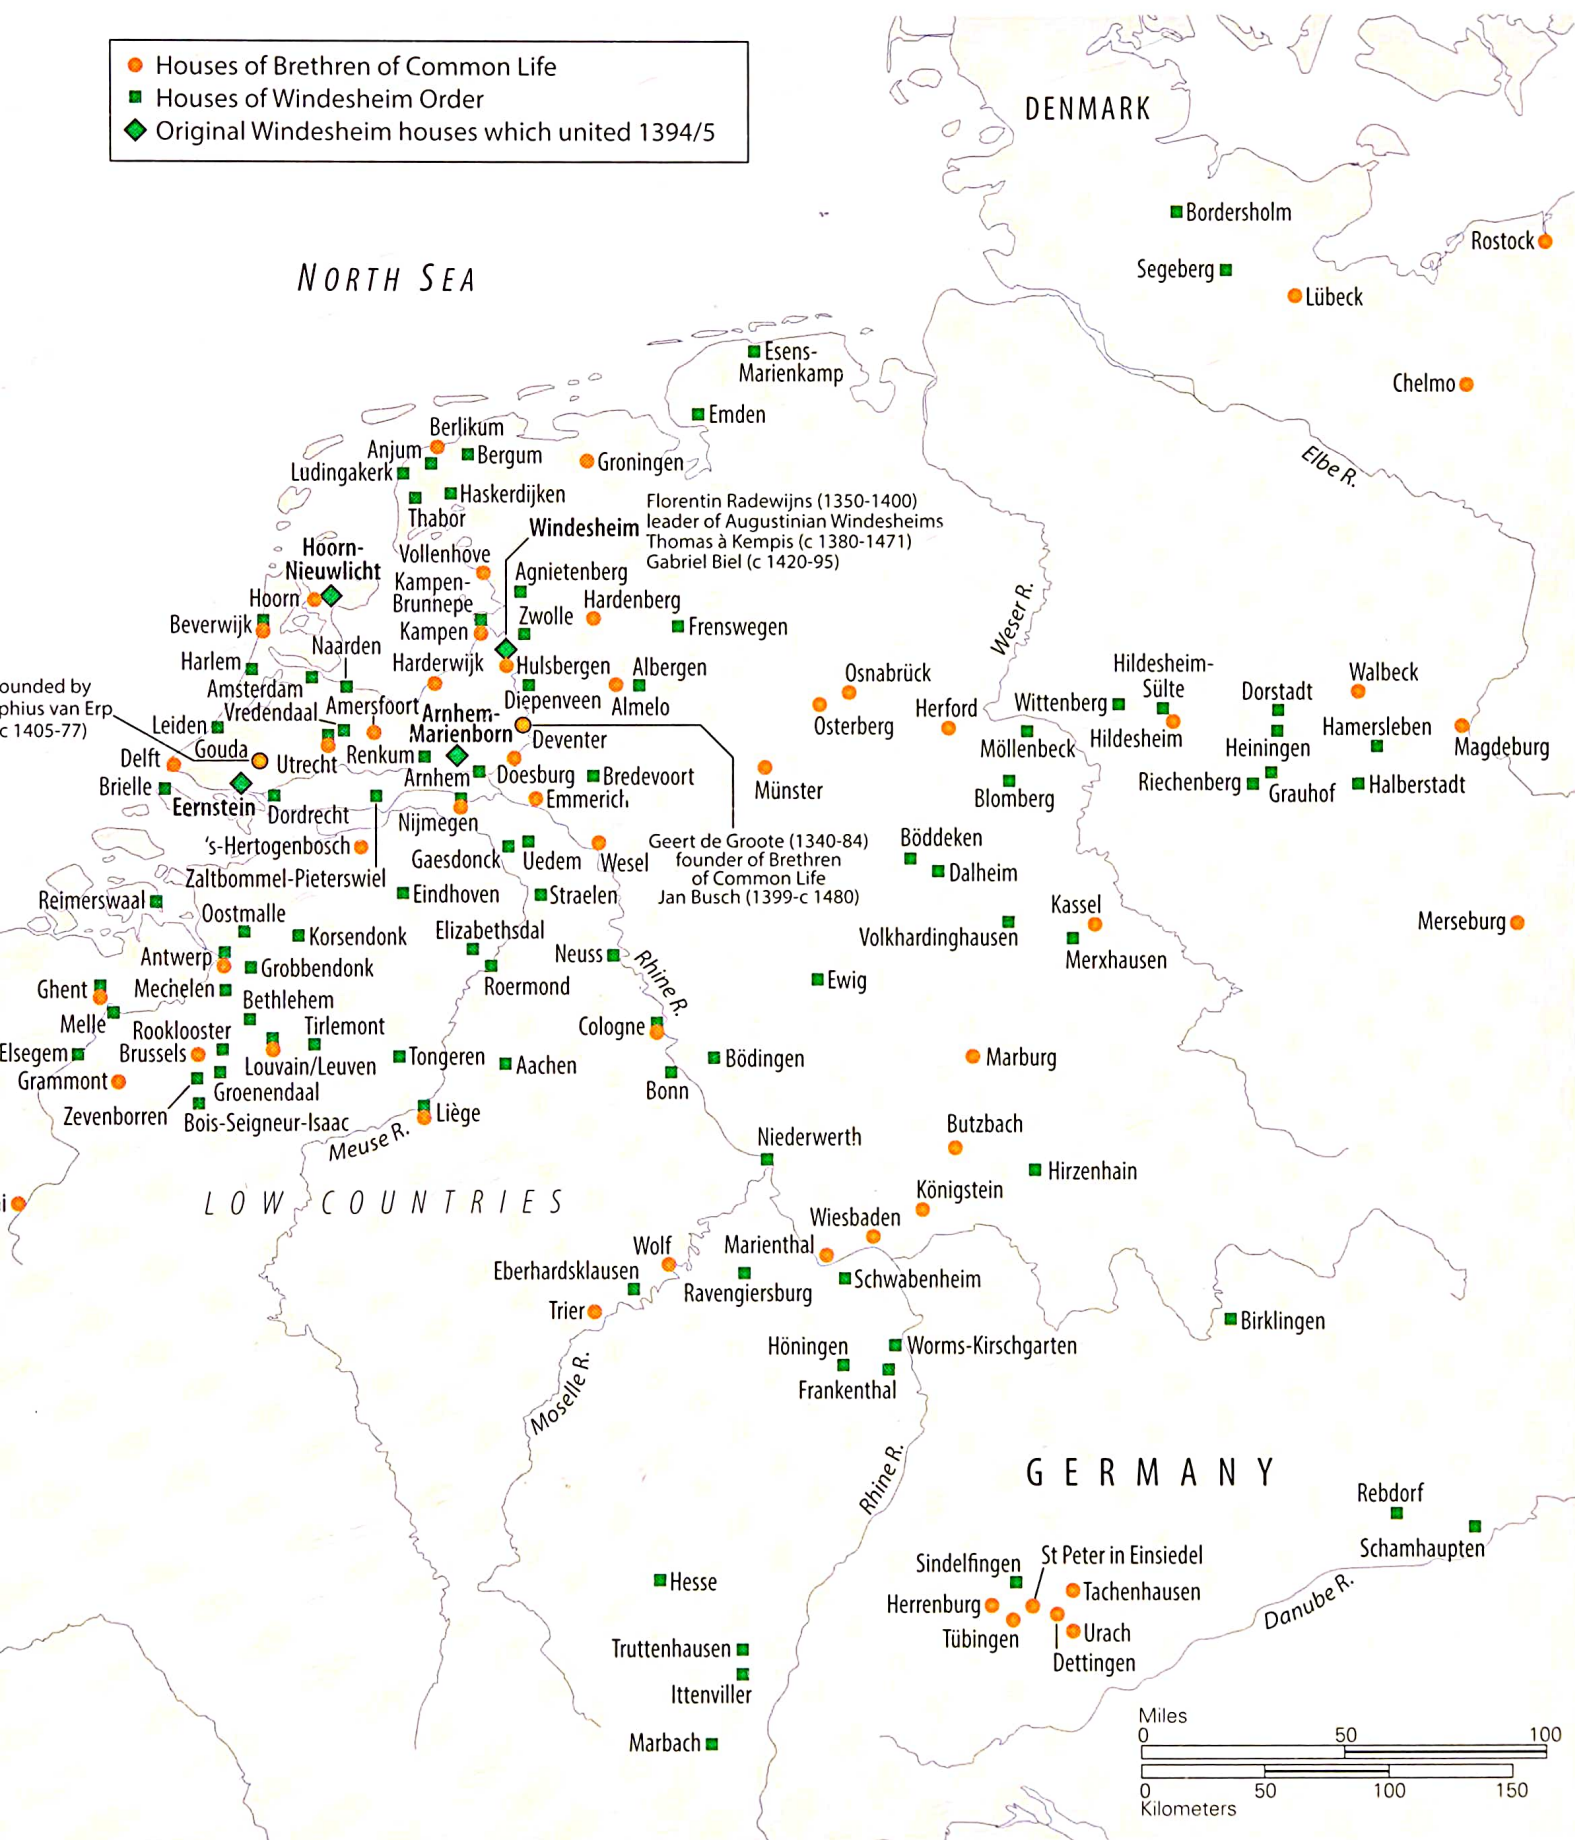 Houses of Brethren of Common Life
Houses of Windesheim Order
Original Windesheim houses which united 1394/5
DENMARK
Bordersholm
Rostock
Segeberg
Lübeck
NORTH SEA
Esens-
Marienkamp
Chelmo
Emden
Berlikum
Anjum
Bergum
Groningen
Ludingakerk
Elbe R.
Haskerdijken
Thabor
Florentin Radewijns (1350-1400)
leader of Augustinian Windesheims
Thomas à Kempis (c 1380-1471)
Gabriel Biel (c 1420-95)
Windesheim
Hoorn-
Nieuwlicht
Vollenhove
Agnietenberg
Kampen-
Brunnepe
Hoorn
Hardenberg
Zwolle
Weser R.
Beverwijk
Kampen
Frenswegen
Naarden
Harlem
Harderwijk
Hulsbergen
Albergen
Osnabrück
Hildesheim-
Sülte
Walbeck
ounded by
phius van Erp
c 1405-77)
Amsterdam
Amersfoort
Diepenveen
Almelo
Herford
Wittenberg
Dorstadt
Vredendaal
Arnhem-
Marienborn
Osterberg
Leiden
Hamersleben
Deventer
Möllenbeck
Hildesheim
Heiningen
Magdeburg
Gouda
Delft
Utrecht
Renkum
Arnhem
Doesburg
Bredevoort
Münster
Riechenberg
Grauhof
Halberstadt
Brielle
Eernstein
Dordrecht
Emmerich
Blomberg
Nijmegen
's-Hertogenbosch
Gaesdonck
Uedem
Wesel
Geert de Groote (1340-84)
founder of Brethren
of Common Life
Jan Busch (1399-c 1480)
Böddeken
Dalheim
Zaltbommel-Pieterswiel
Eindhoven
Straelen
Reimerswaal
Kassel
Oostmalle
Merseburg
Korsendonk
Elizabethsdal
Volkhardinghausen
Antwerp
Neuss
Rhine R.
Merxhausen
Grobbendonk
Ewig
Ghent
Mechelen
Roermond
Bethlehem
Melle
Rooklooster
Tirlemont
Cologne
Elsegem
Brussels
Louvain/Leuven
Tongeren
Aachen
Bödingen
Marburg
Grammont
Groenendaal
Bonn
Zevenborren
Bois-Seigneur-Isaac
Liège
Butzbach
Meuse R.
Niederwerth
Hirzenhain
i
LOW COUNTRIES
Königstein
Wiesbaden
Wolf
Marienthal
Eberhardsklausen
Ravengiersburg
Schwabenheim
Trier
Birklingen
Höningen
Worms-Kirschgarten
Frankenthal
Moselle R.
Rhine R.
GERMANY
Rebdorf
Schamhaupten
Sindelfingen
St Peter in Einsiedel
Hesse
Tachenhausen
Herrenburg
Danube R.
Tübingen
Urach
Truttenhausen
Dettingen
Ittenviller
Marbach
Miles
0 50 100
0 50 100 150
Kilometers